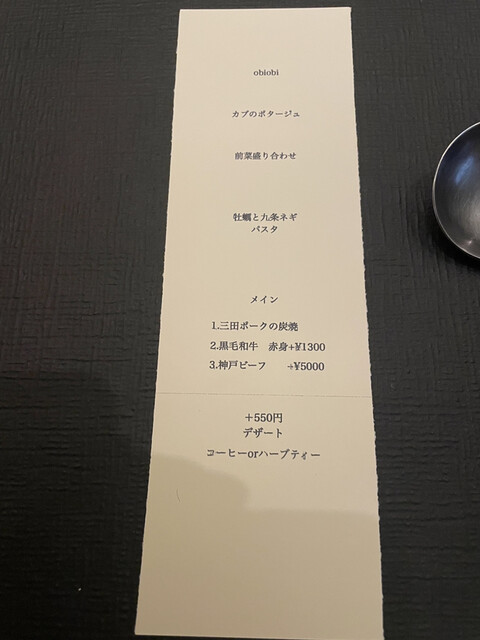 obiobi
カブのポタージュ
前菜盛り合わせ
牡蠣と九条ネギ
パスタ
メイン
1.三田ポークの炭焼
2.黒毛和牛　赤身+¥1300
3.神戸ビーフ　+¥5000
+550円
デザート
コーヒーorハーブティー